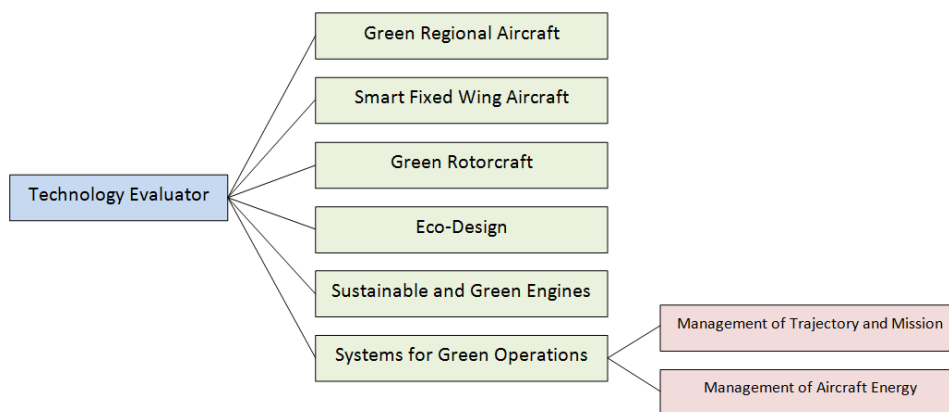 Green Regional Aircraft
Smart Fixed Wing Aircraft
Green Rotorcraft
Technology Evaluator
Eco-Design
Sustainable and Green Engines
Systems for Green Operations
Management of Trajectory and Mission
Management of Aircraft Energy